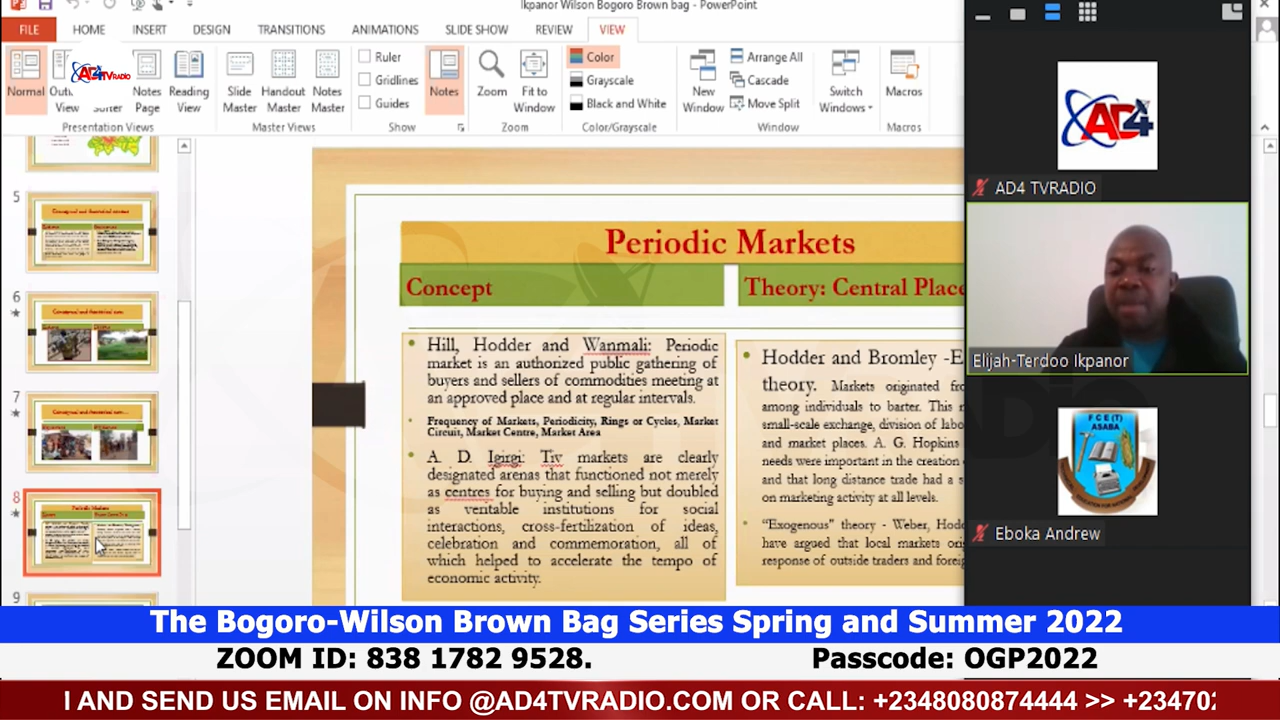 Ikpanor Wilson Bogoro Brown bag - PowerPoint
FILE HOME INSERT DESIGN TRANSITIONS ANIMATIONS SLIDE SHOW REVIEW VIEW
Normal
View
Notes Page
Reading View
Slide Master
Handout Master
Notes Master
Ruler
Gridlines
Guides
Notes
Zoom
Fit to Window
Color
Grayscale
Black and White
New Window
Arrange All
Cascade
Move Split
Switch Windows
Macros
Presentation Views Master Views Show Zoom Color/Grayscale Window Macros
AD4 TVRADIO
5
6
7
8
9
Periodic Markets
Concept
Hill, Hodder and Wanmali: Periodic
market is an authorized public gathering of
buyers and sellers of commodities meeting at
an approved place and at regular intervals.
Frequency of Markets, Periodicity, Rings or Cycles, Market
Circuit, Market Centre, Market Area
A. D. Igirgi: Tiv markets are clearly
designated arenas that functioned not merely
as centres for buying and selling but doubled
as ventable institutions for social
interactions, cross-fertilization of ideas,
celebration and commemoration, all of
which helped to accelerate the tempo of
economic activity.
Theory: Central Place
Hodder and Bromley -E
theory. Markets originated
among individuals to barter. This
small-scale exchange, division of
and market places. A. G. Hopkins
needs were important in the creation
and that long distance trade had a
on marketing activity at all levels.
"Exogenous" theory - Weber,
have argued that local markets
response of outside traders and
AD4
AD4 TVRADIO
Elijah-Terdoo Ikpanor
F C E (T)
ASABA
Eboka Andrew
The Bogoro-Wilson Brown Bag Series Spring and Summer 2022
ZOOM ID: 838 1782 9528. Passcode: OGP2022
I AND SEND US EMAIL ON INFO @AD4TVRADIO.COM OR CALL: +2348080874444 >> +23470